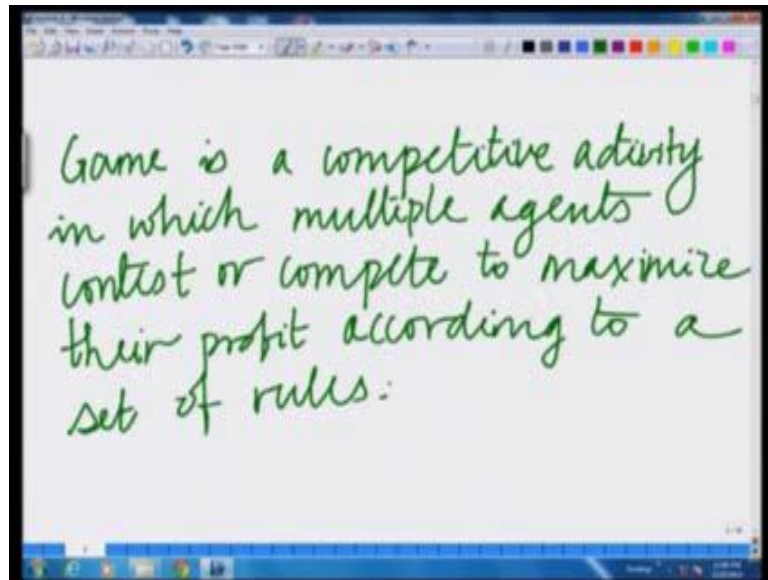 Game is a competitive activity
in which multiple agents
contest or compete to maximize
their profit according to a
set of rules.